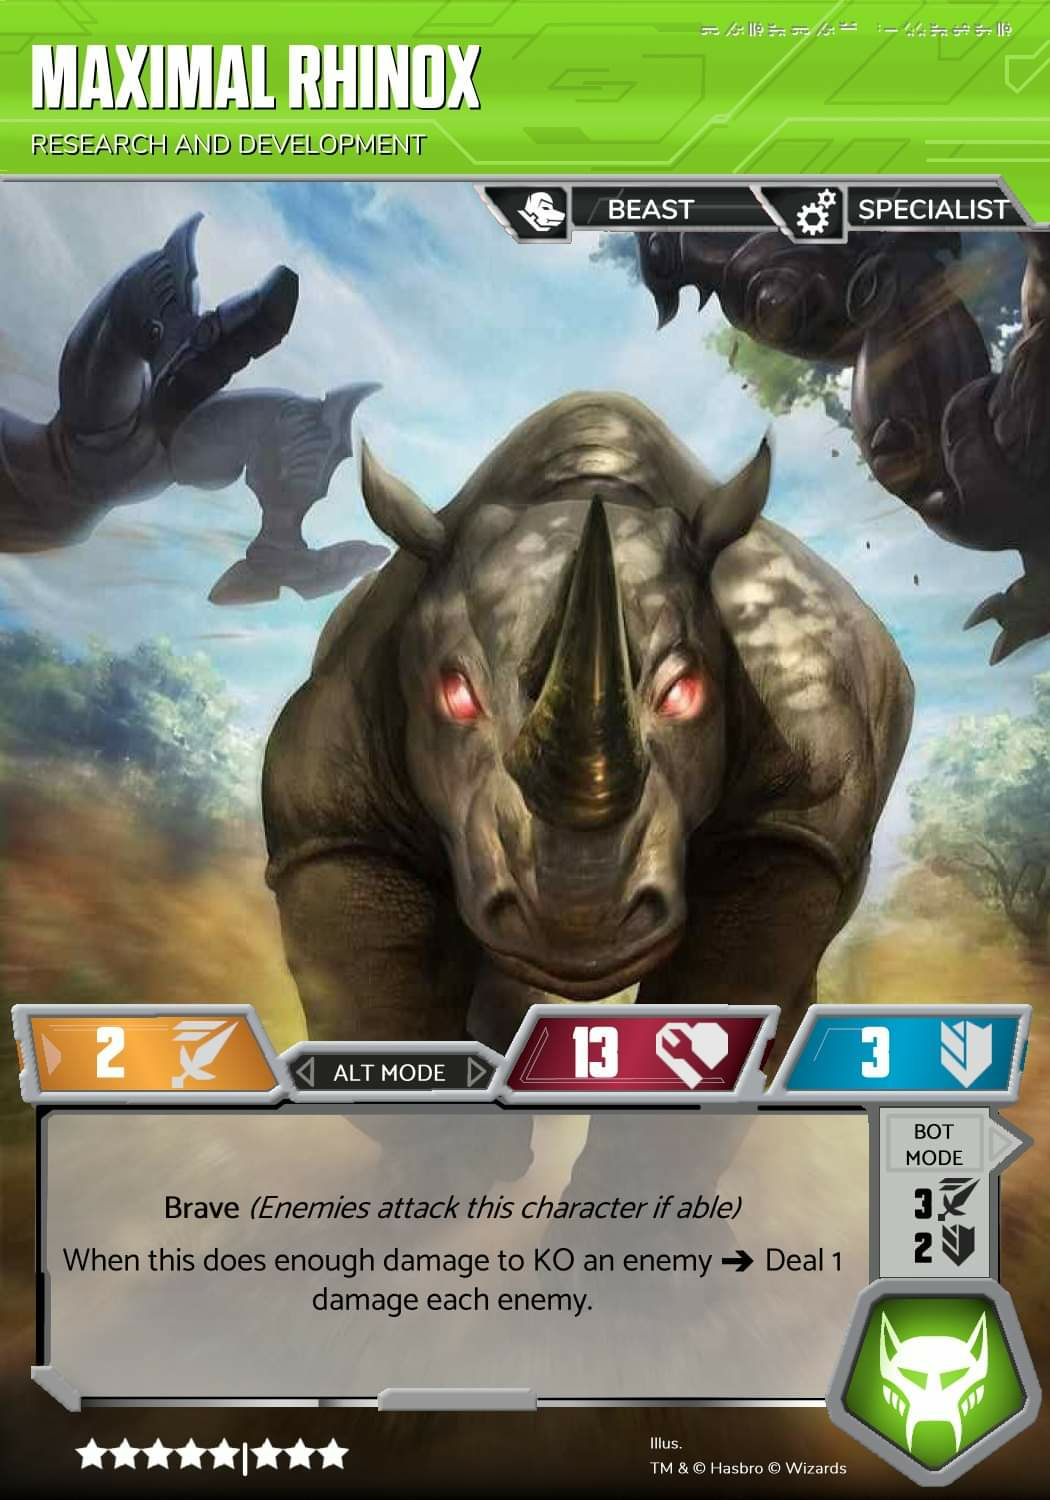 MAXIMAL RHINOX
RESEARCH AND DEVELOPMENT
BEAST
SPECIALIST
2
ALT MODE
13
3
BOT
MODE
3
2
Brave (Enemies attack this character if able)
When this does enough damage to KO an enemy ➔ Deal 1
damage each enemy.
Illus.
TM & © Hasbro © Wizards